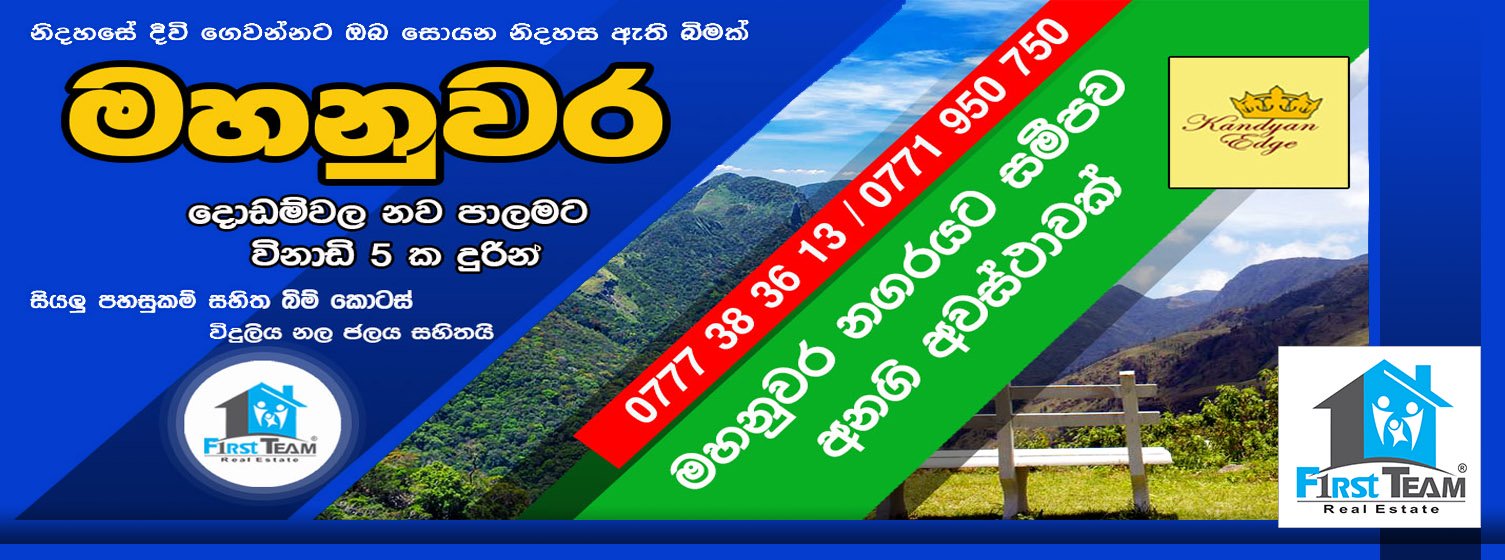 නිදහසේ දිවි ගෙවන්නට ඔබ සොයන නිදහස ඇති බිමක්
මහනුවර
දොඩම්වල නව පාලමට
විනාඩි 5 ක දුරින්
සියළු පහසුකම් සහිත බිම් කොටස්
විදුලිය නල ජලය සහිතයි
F1RST TEAM®
Real Estate
0777 38 36 13 / 0771 950 750
මහනුවර නගරයට සමීපව
අනගි අවස්ථාවක්
Kandyan
Edge
F1RST TEAM®
Real Estate